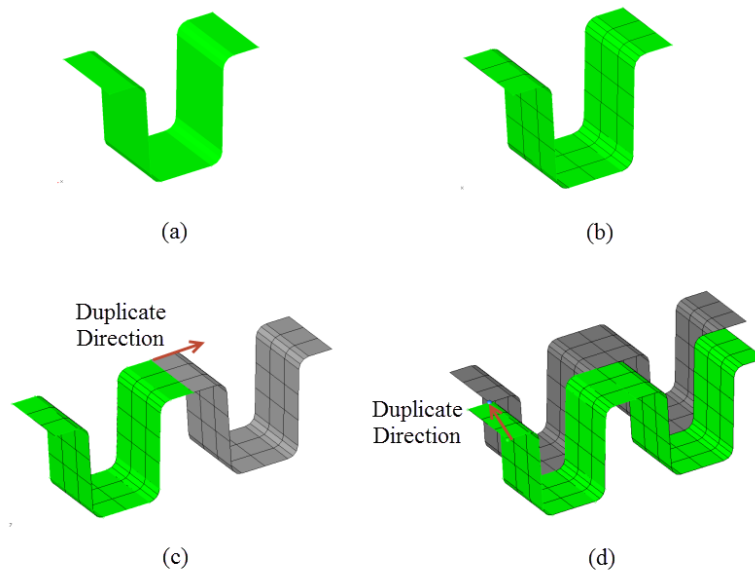 (a)
(b)
Duplicate
Direction
Duplicate
Direction
(c)
(d)